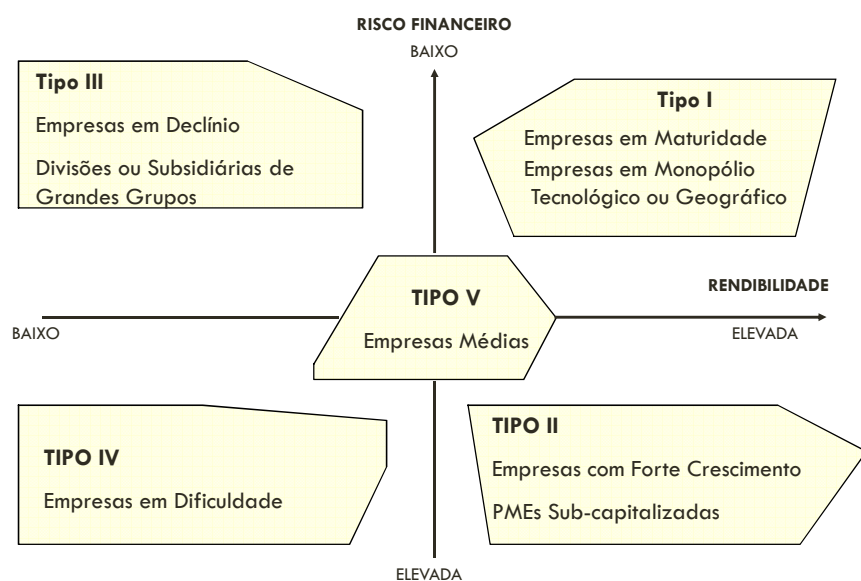 RISCO FINANCEIRO
BAIXO
Tipo III
Empresas em Declínio
Divisões ou Subsidiárias de
Grandes Grupos
Tipo I
Empresas em Maturidade
Empresas em Monopólio
Tecnológico ou Geográfico
TIPO V
Empresas Médias
RENDIBILIDADE
BAIXO
ELEVADA
TIPO IV
Empresas em Dificuldade
TIPO II
Empresas com Forte Crescimento
PMEs Sub-capitalizadas
ELEVADA